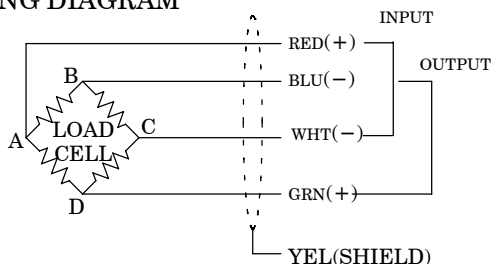 NG DIAGRAM
INPUT
RED(+)
OUTPUT
B
BLU(−)
LOAD
A
C
WHT(−)
CELL
GRN(+)
D
YEL(SHIELD)